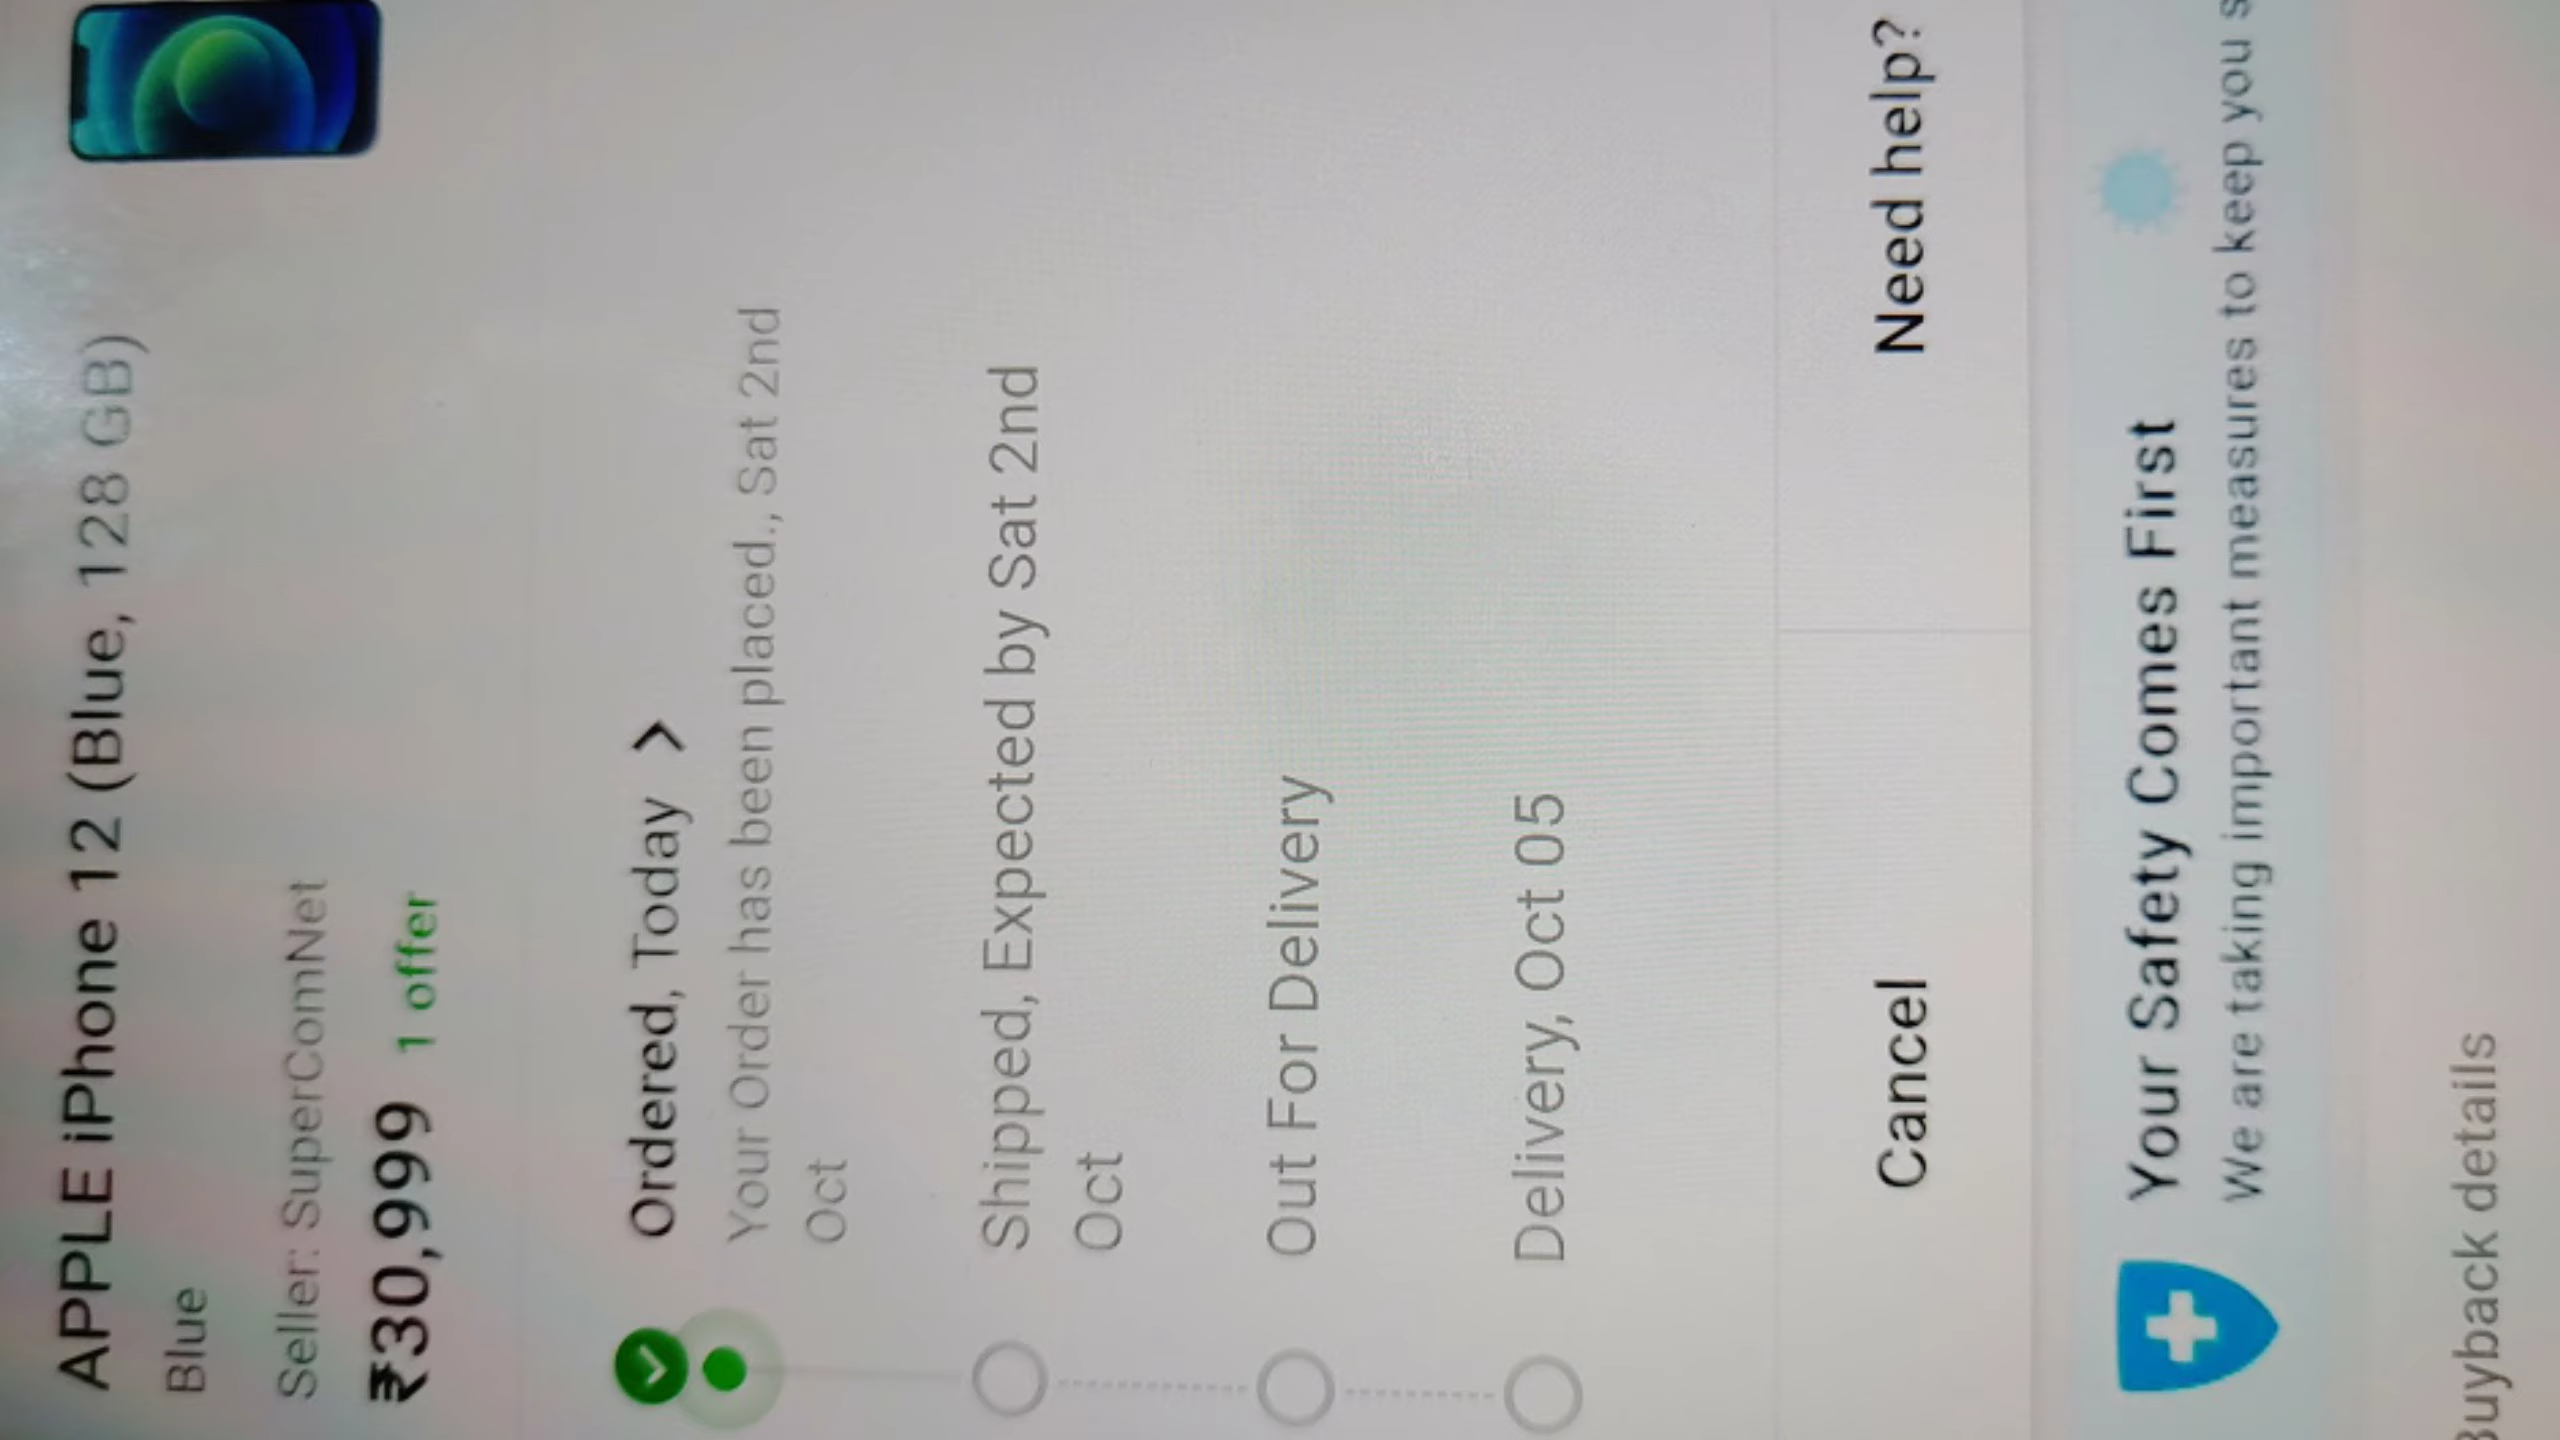 APPLE iPhone 12 (Blue, 128 GB)
Blue
Seller: SuperComNet
₹30,999 1 offer
Ordered, Today
Your Order has been placed., Sat 2nd
Oct
Shipped, Expected by Sat 2nd
Oct
Out For Delivery
Delivery, Oct 05
Cancel
Need help?
Your Safety Comes First
We are taking important measures to keep you s
Buyback details